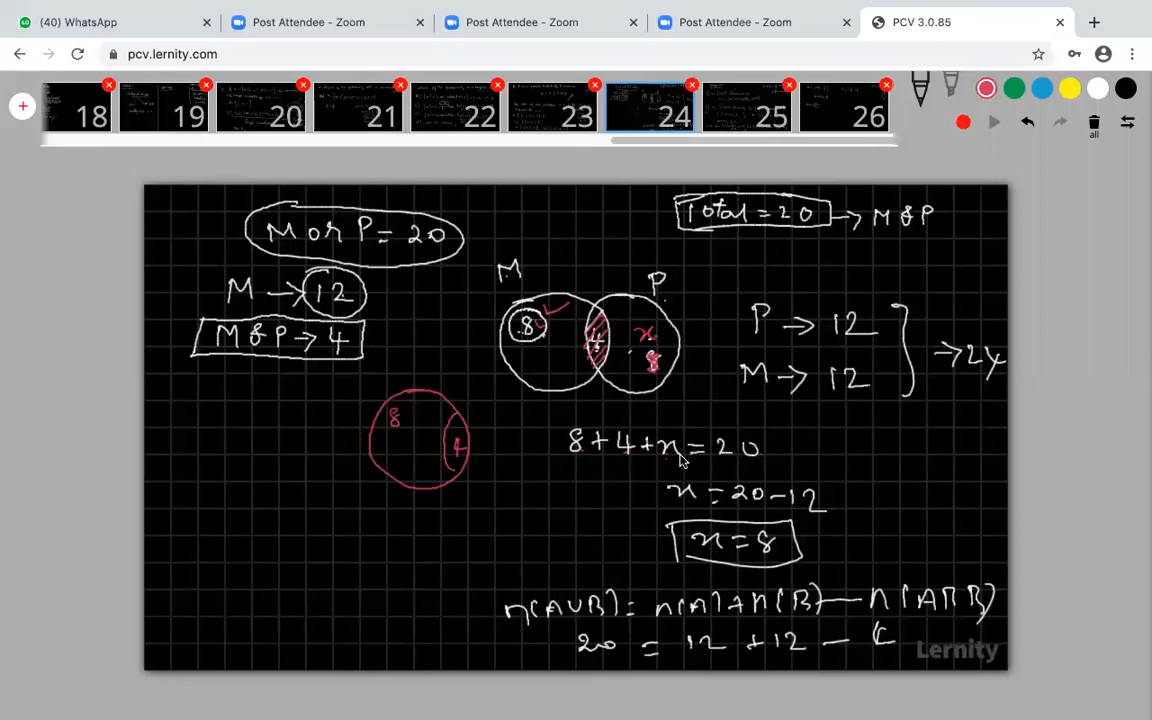 (40) WhatsApp
Post Attendee - Zoom
Post Attendee - Zoom
Post Attendee - Zoom
PCV 3.0.85
pcv.lernity.com
18
19
20
21
22
23
24
25
26
all
M or P = 20
Total = 20 → M & P
M → 12
M & P → 4
M
P
8
4
x
8
P → 12
M → 12
→ 24
8
4
8 + 4 + x = 20
x = 20 - 12
x = 8
n(AUB) = n(A) + n(B) — n(A∩B)
20 = 12 + 12 —
Lernity